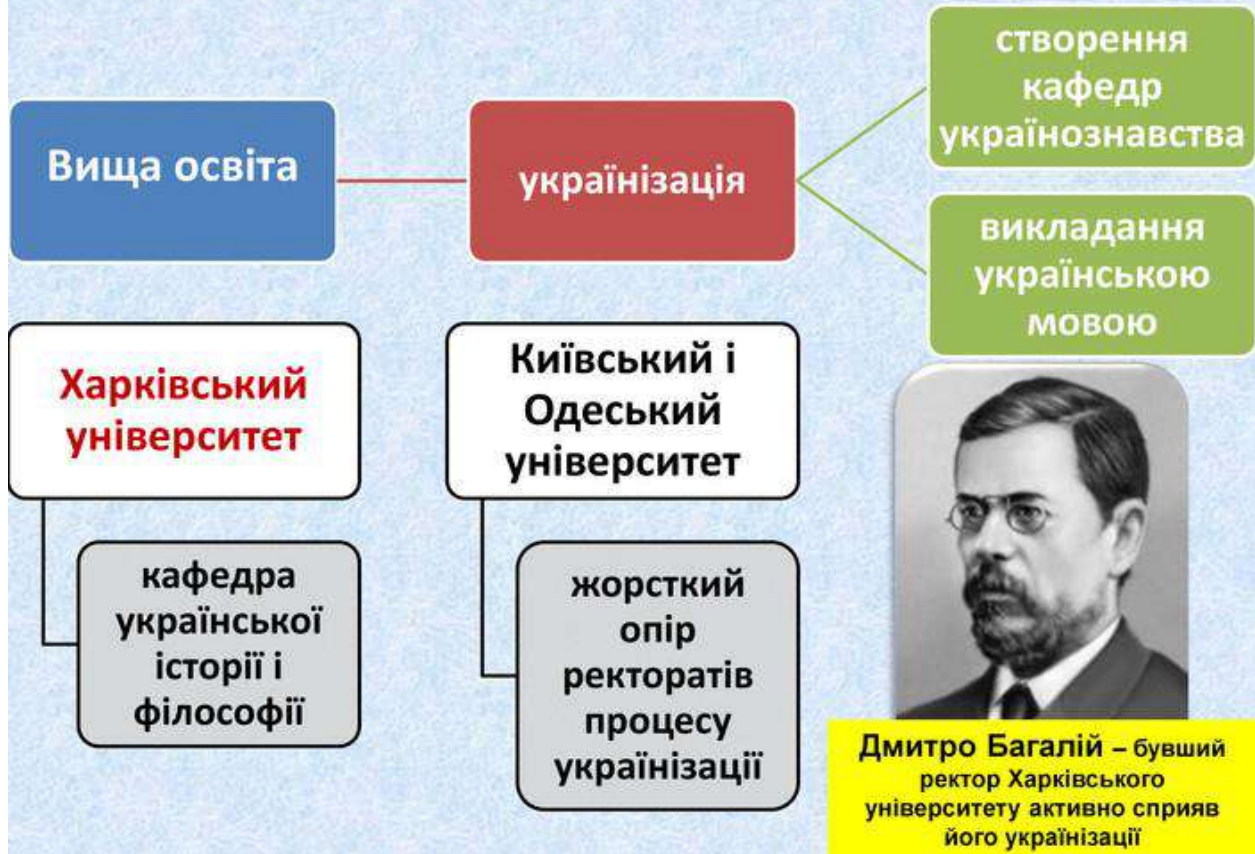 Вища освіта
українізація
створення
кафедр
українознавства
викладання
українською
мовою
Харківський
університет
кафедра
української
історії і
філософії
Київський і
Одеський
університет
жорсткий
опір
ректоратів
процесу
українізації
Дмитро Багалій – бувший
ректор Харківського
університету активно сприяв
його українізації